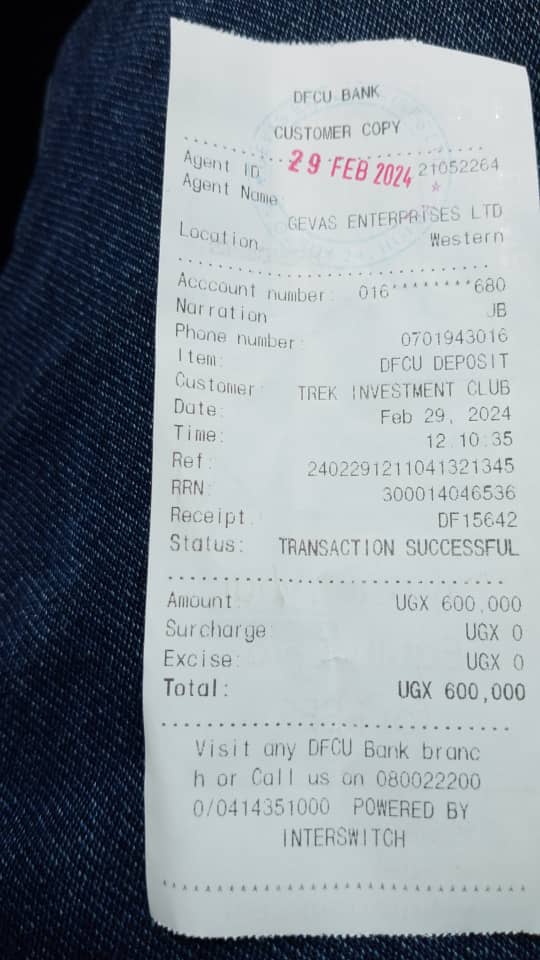 DFCU BANK
CUSTOMER COPY
Agent ID: 21052264
29 FEB 2024
Agent Name:
GEVAS ENTERPRISES LTD
Location Western
Acccount number: 016********680
Narration JB
Phone number: 0701943016
Item: DFCU DEPOSIT
Customer: TREK INVESTMENT CLUB
Date: Feb 29, 2024
Time: 12:10:35
Ref: 2402291211041321345
RRN: 300014046536
Receipt: DF15642
Status: TRANSACTION SUCCESSFUL
Amount: UGX 600,000
Surcharge: UGX 0
Excise: UGX 0
Total: UGX 600,000
Visit any DFCU Bank branc
h or Call us on 080022200
0/0414351000 POWERED BY
INTERSWITCH